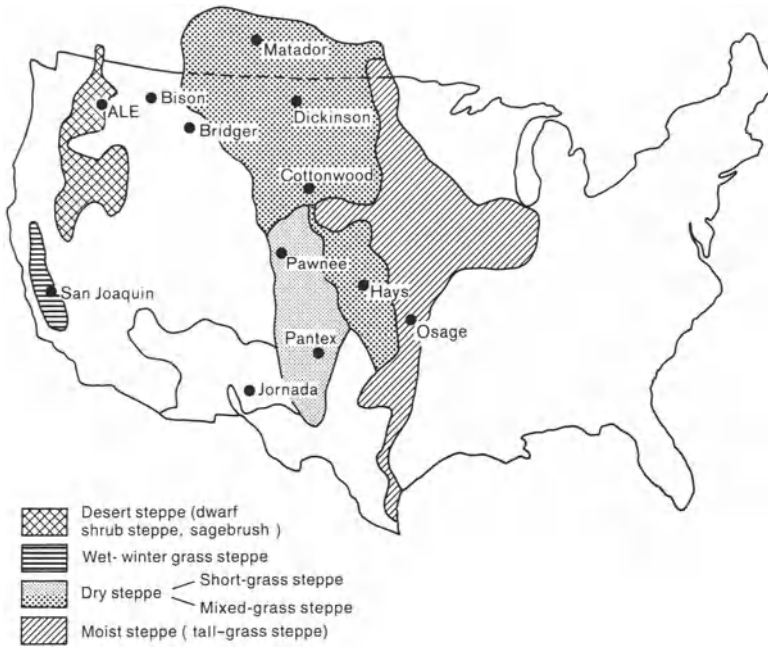 Matador
Bison
ALE
Dickinson
Bridger
Cottonwood
Pawnee
San Joaquin
Hays
Osage
Pantex
Jornada
Desert steppe (dwarf
shrub steppe, sagebrush )
Wet- winter grass steppe
Short-grass steppe
Dry steppe
Mixed-grass steppe
Moist steppe ( tall-grass steppe)